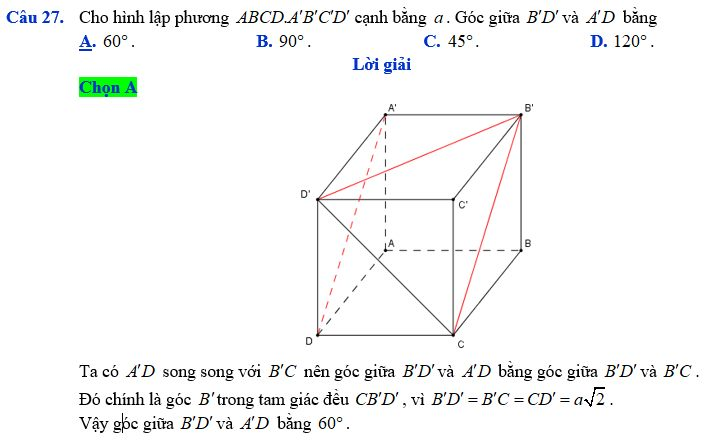 Câu 27. Cho hình lập phương ABCD.A'B'C'D' cạnh bằng a. Góc giữa B'D' và A'D bằng
A. 60°. B. 90°. C. 45°. D. 120°.
Lời giải
Chọn A
A' B'
D' C'
A B
D C
Ta có A'D song song với B'C nên góc giữa B'D' và A'D bằng góc giữa B'D' và B'C.
Đó chính là góc B' trong tam giác đều CB'D', vì B'D' = B'C = CD' = a√2.
Vậy góc giữa B'D' và A'D bằng 60°.